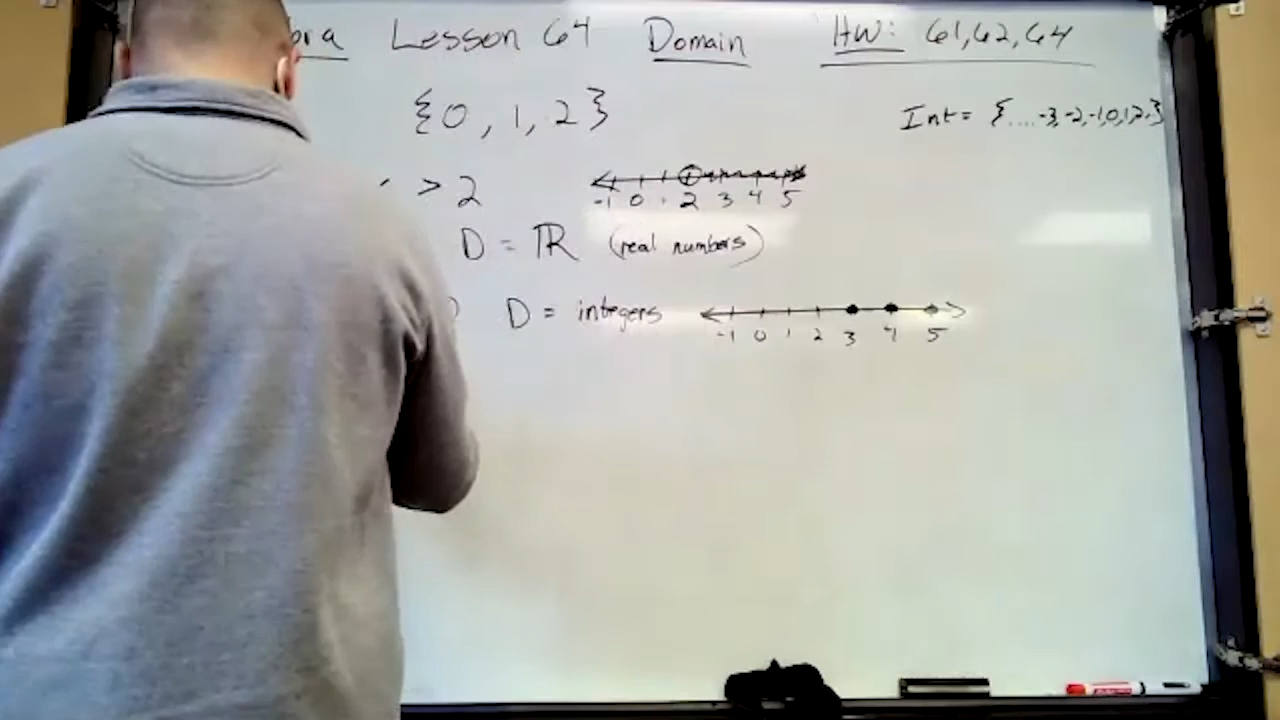 Lesson 64 Domain HW: 61,62,64
{0, 1, 2}
Int = {....-3,-2,-1,0,1,2,}
> 2
-1 0 1 2 3 4 5
D = ℝ (real numbers)
D = integers
-1 0 1 2 3 4 5